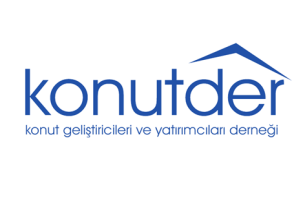 konutder
konut geliştiricileri ve yatırımcıları derneği